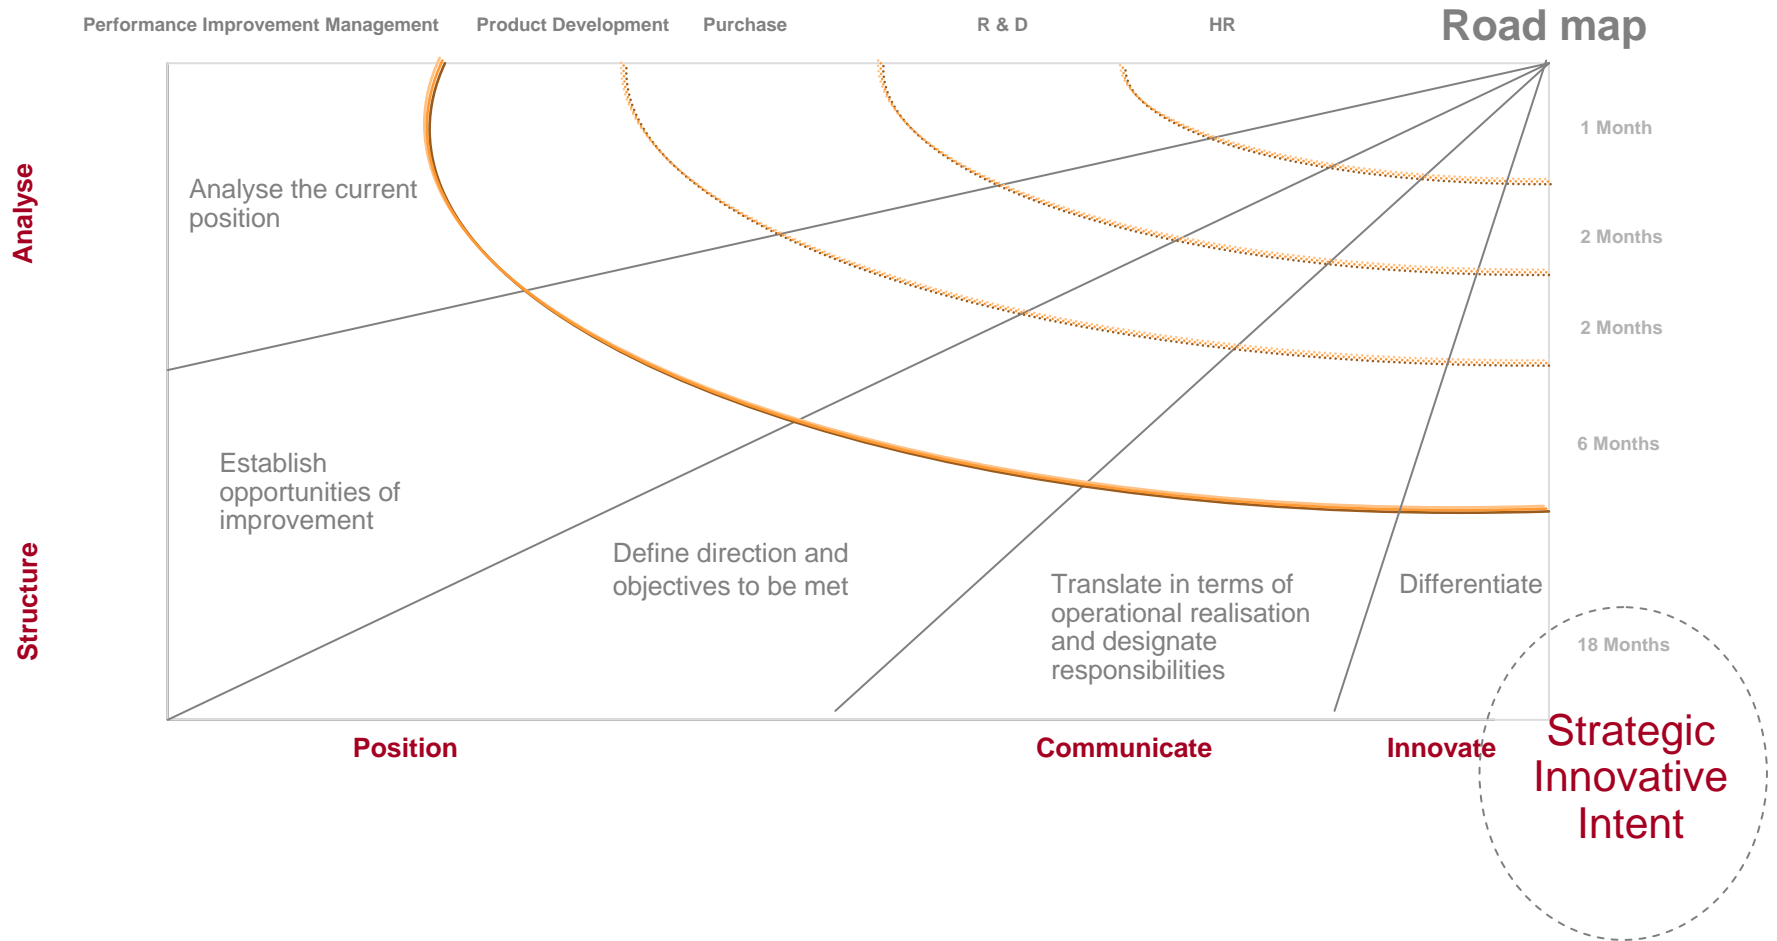 Performance Improvement Management
Product Development
Purchase
R & D
HR
Road map
1 Month
Analyse
Analyse the current
position
2 Months
2 Months
6 Months
Establish
opportunities of
improvement
Structure
Define direction and
objectives to be met
Translate in terms of
operational realisation
and designate
responsibilities
Differentiate
18 Months
Position
Communicate
Innovate
Strategic
Innovative
Intent